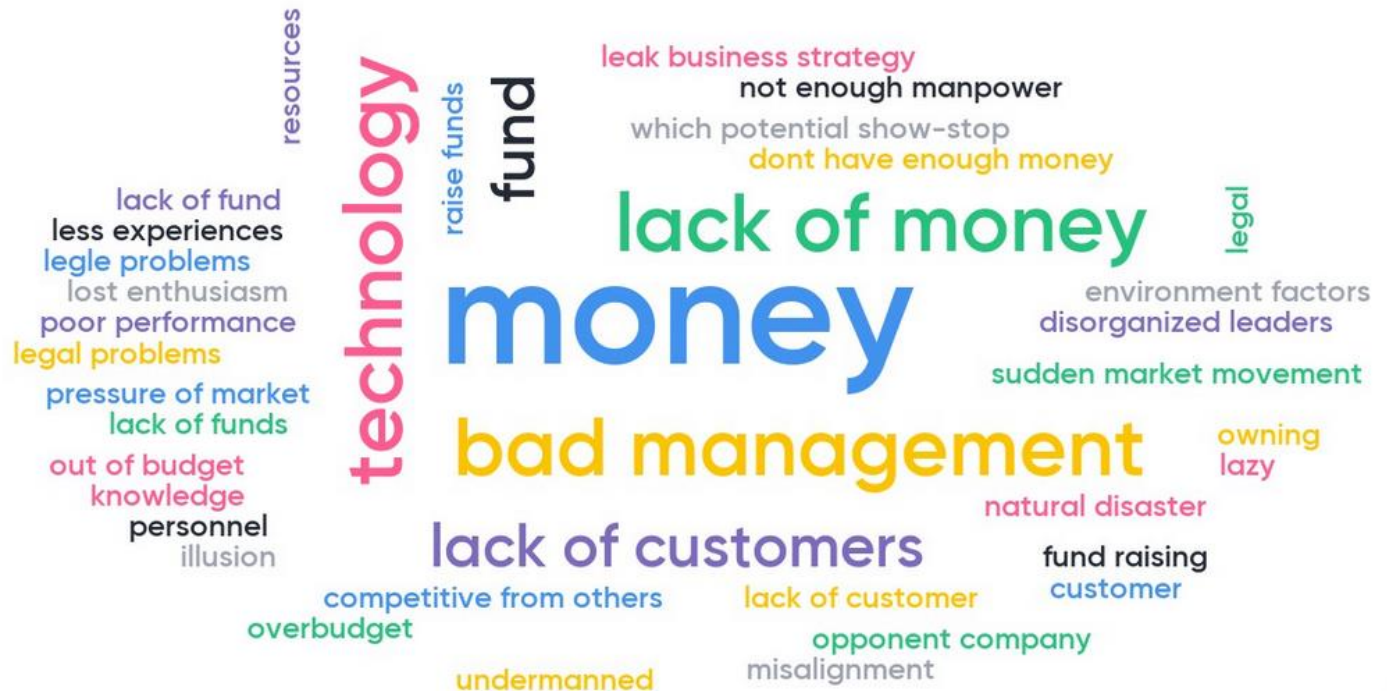 resources
technology
raise funds
fund
leak business strategy
not enough manpower
which potential show-stop
dont have enough money
lack of fund
less experiences
legle problems
lost enthusiasm
poor performance
legal problems
pressure of market
lack of funds
out of budget
knowledge
personnel
illusion
lack of money
legal
money
environment factors
disorganized leaders
sudden market movement
bad management
owning
lazy
natural disaster
lack of customers
fund raising
customer
competitive from others
lack of customer
overbudget
opponent company
misalignment
undermanned